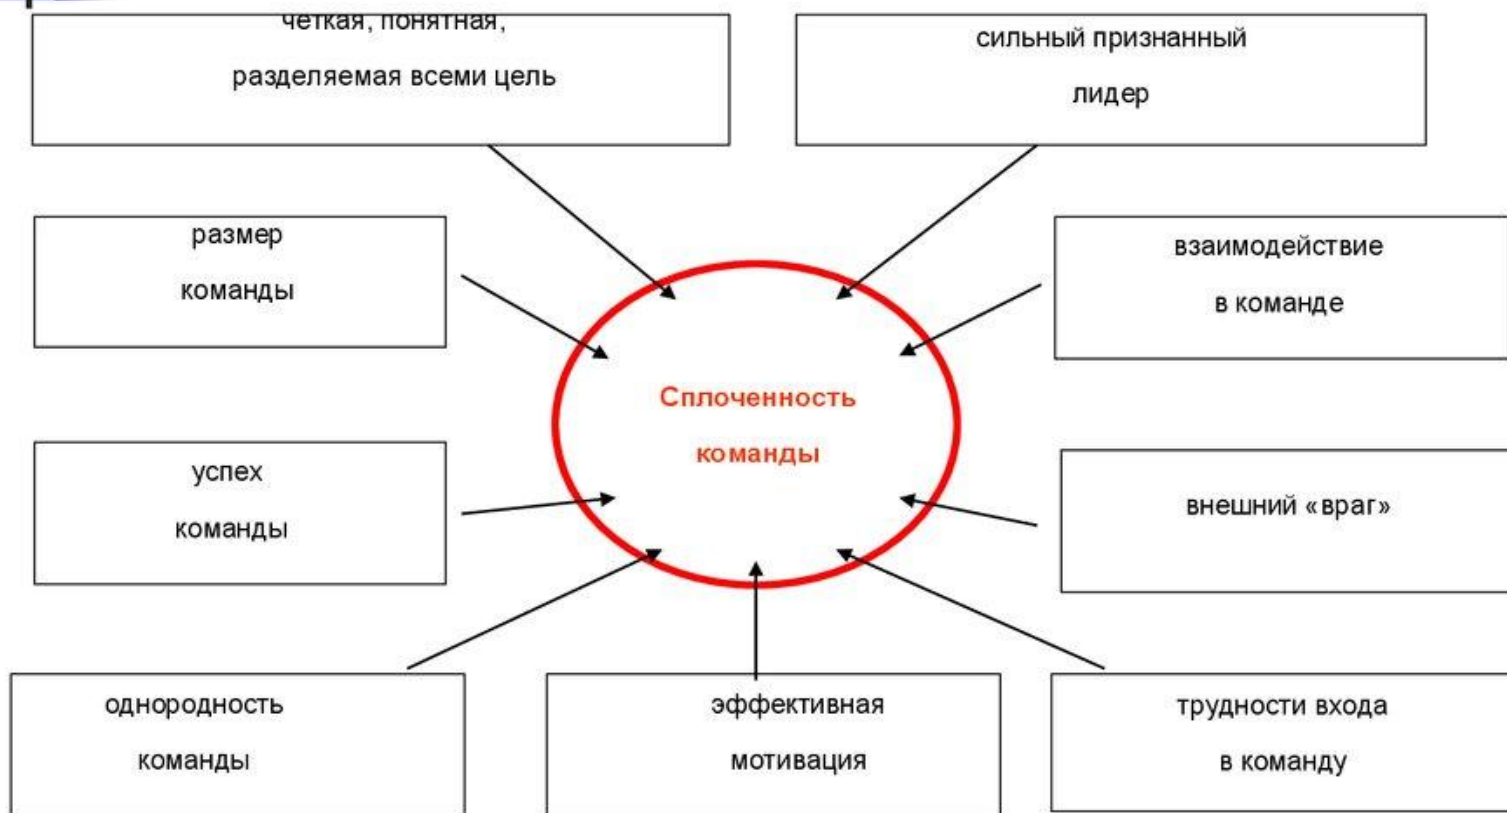 четкая, понятная,
разделяемая всеми цель
сильный признанный
лидер
размер
команды
взаимодействие
в команде
Сплоченность
команды
успех
команды
внешний «враг»
однородность
команды
эффективная
мотивация
трудности входа
в команду